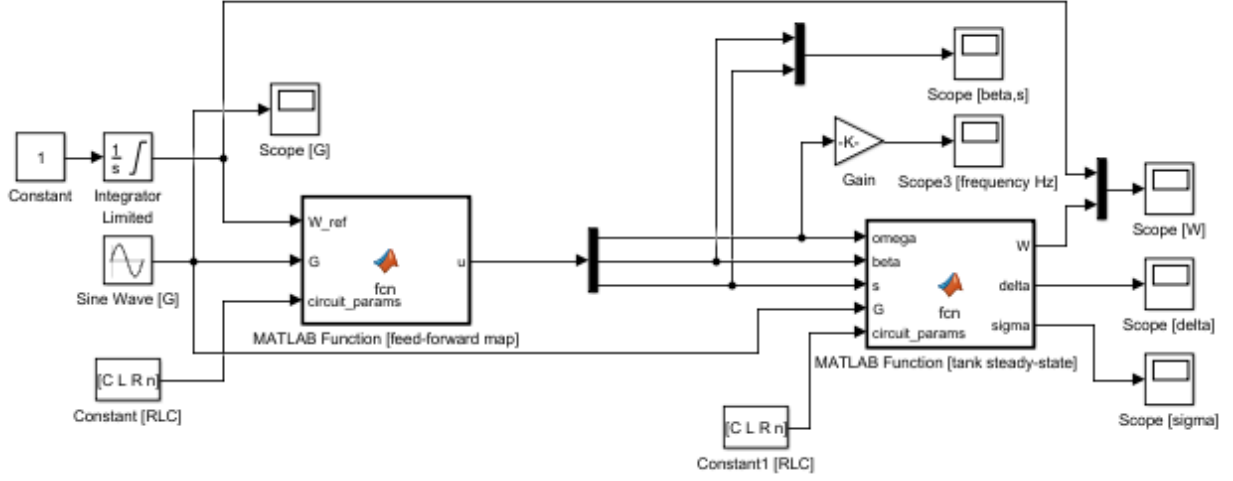 Scope [beta,s]
Scope [G]
1
Constant
1
s
Integrator
Limited
-K-
Gain
Scope3 [frequency Hz]
Scope [W]
W_ref
G
circuit_params
u
fcn
MATLAB Function [feed-forward map]
Sine Wave [G]
omega
beta
s
G
circuit_params
W
delta
sigma
fcn
MATLAB Function [tank steady-state]
Scope [delta]
Scope [sigma]
[C L R n]
Constant [RLC]
[C L R n]
Constant1 [RLC]